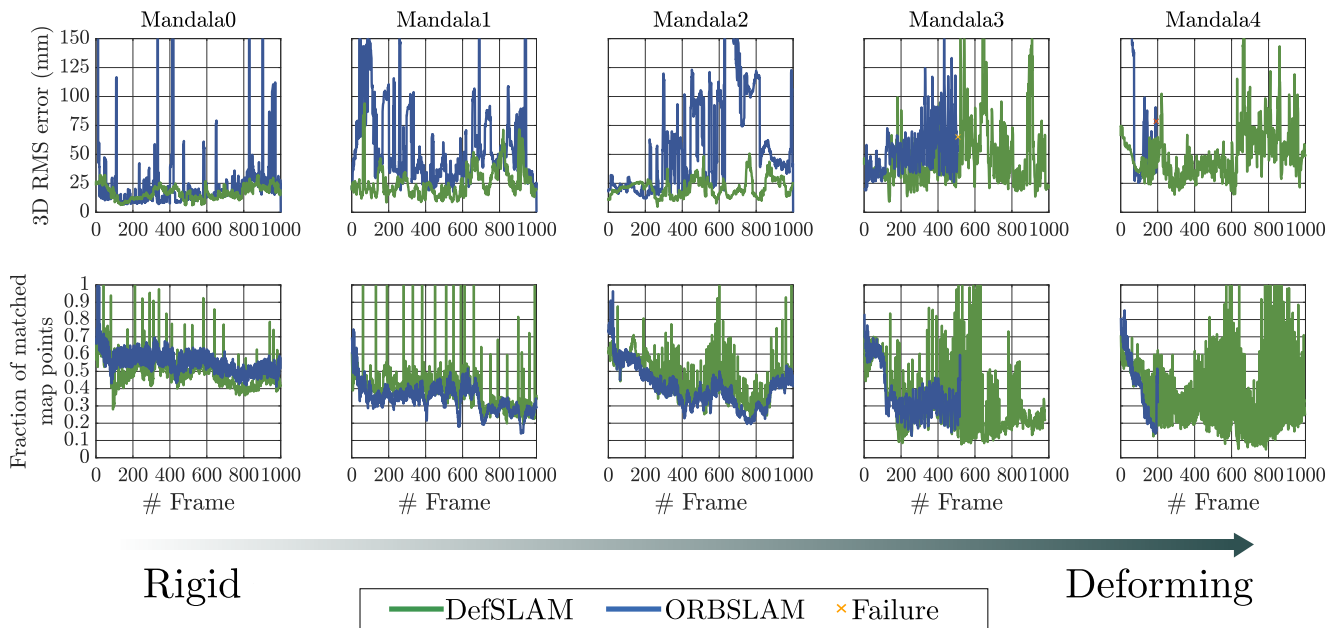 Mandala0 Mandala1 Mandala2 Mandala3 Mandala4
3D RMS error (mm)
150
125
100
75
50
25
0
0 200 400 600 800 1000 0 200 400 600 800 1000 0 200 400 600 800 1000 0 200 400 600 800 1000 0 200 400 600 800 1000
Fraction of matched
map points
1
0.9
0.8
0.7
0.6
0.5
0.4
0.3
0.2
0.1
0
0 200 400 600 800 1000 0 200 400 600 800 1000 0 200 400 600 800 1000 0 200 400 600 800 1000 0 200 400 600 800 1000
# Frame # Frame # Frame # Frame # Frame
Rigid Deforming
DefSLAM ORBSLAM × Failure